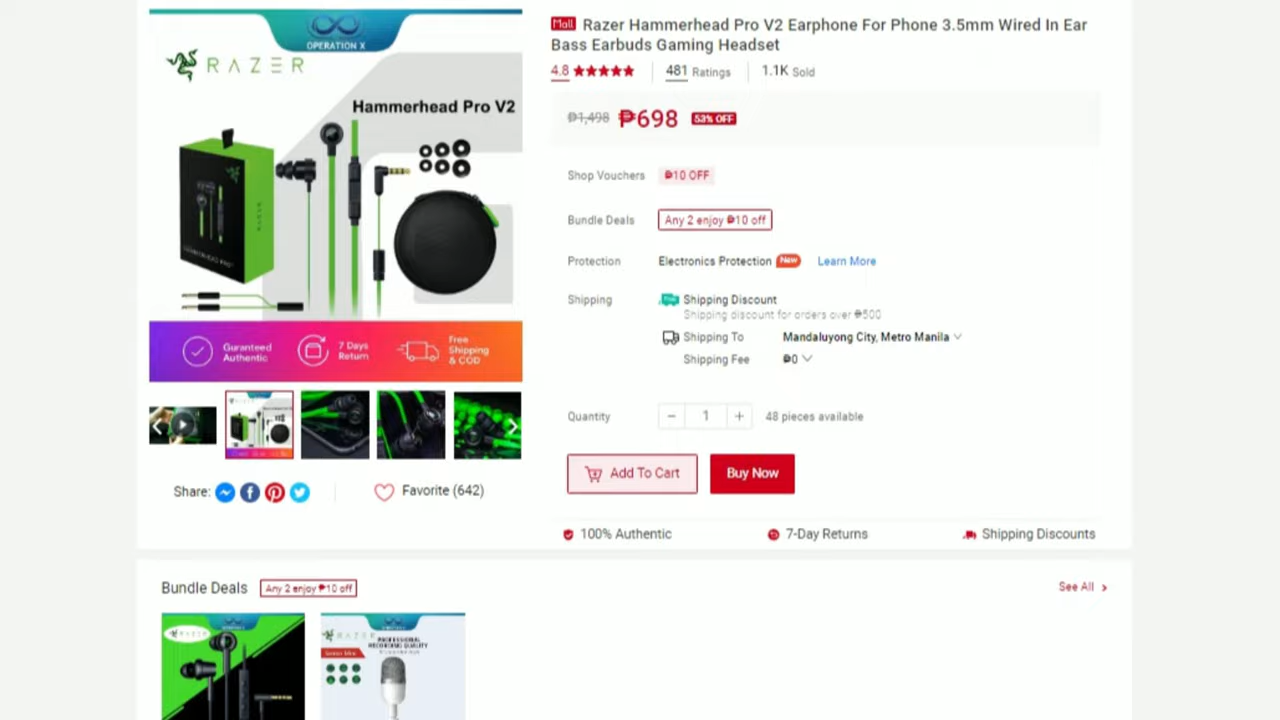 OPERATION X
RAZER
Hammerhead Pro V2
Guranteed
Authentic
7 Days
Return
Free
Shipping
& COD
Share:
Favorite (642)
Mall Razer Hammerhead Pro V2 Earphone For Phone 3.5mm Wired In Ear
Bass Earbuds Gaming Headset
4.8
481 Ratings
1.1K Sold
₱1,498 ₱698 53% OFF
Shop Vouchers ₱10 OFF
Bundle Deals Any 2 enjoy ₱10 off
Protection Electronics Protection New Learn More
Shipping Shipping Discount
Shipping discount for orders over ₱500
Shipping To Mandaluyong City, Metro Manila
Shipping Fee ₱0
Quantity − 1 + 48 pieces available
Add To Cart Buy Now
100% Authentic 7-Day Returns Shipping Discounts
Bundle Deals Any 2 enjoy ₱10 off See All
RAZER
PROFESSIONAL
RECORDING QUALITY